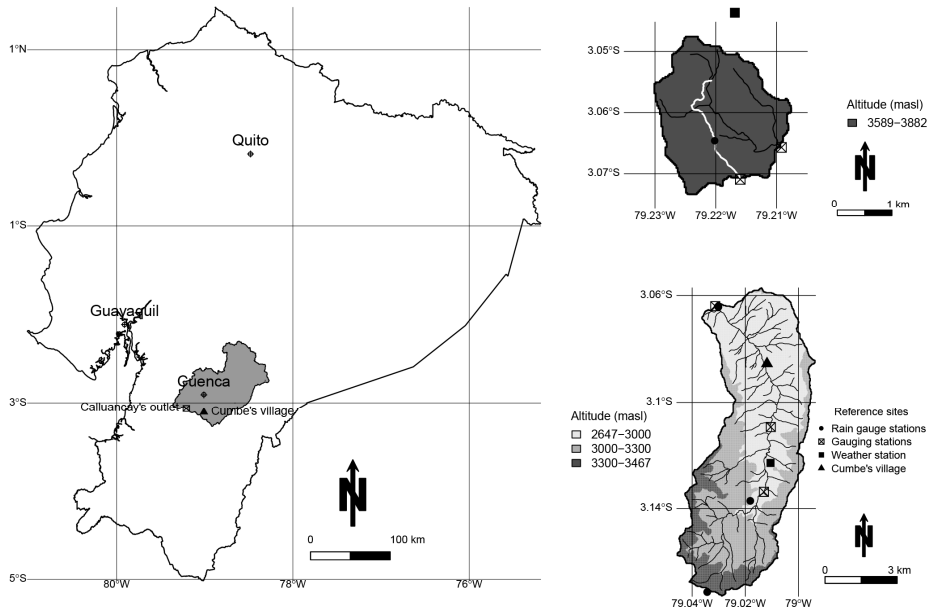 1°N
1°S
3°S
5°S
80°W
78°W
76°W
Quito
Guayaquil
Cuenca
Calluancay's outlet
Cumbe's village
N
0 100 km
3.05°S
3.06°S
3.07°S
79.23°W
79.22°W
79.21°W
Altitude (masl)
3589–3882
N
0 1 km
3.06°S
3.1°S
3.14°S
79.04°W
79.02°W
79°W
Altitude (masl)
2647–3000
3000–3300
3300–3467
Reference sites
Rain gauge stations
Gauging stations
Weather station
Cumbe's village
N
0 3 km